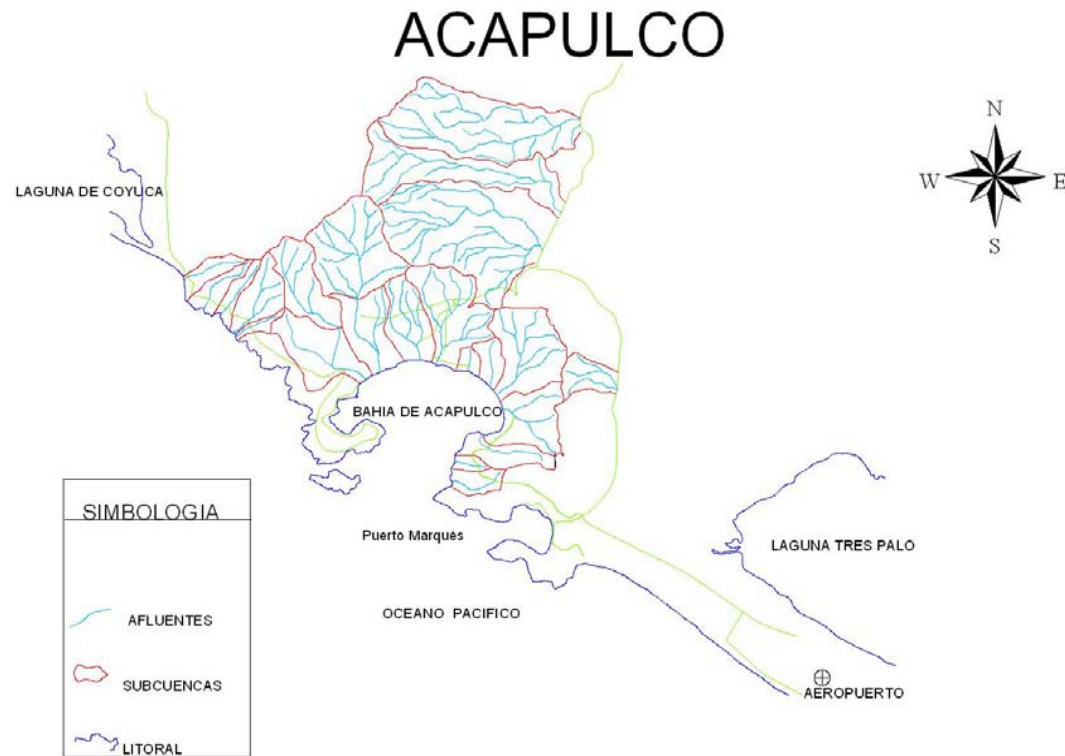 ACAPULCO
N
W
E
S
LAGUNA DE COYUCA
BAHIA DE ACAPULCO
SIMBOLOGIA
Puerto Marqués
LAGUNA TRES PALO
OCEANO PACIFICO
AFLUENTES
SUBCUENCAS
AEROPUERTO
LITORAL